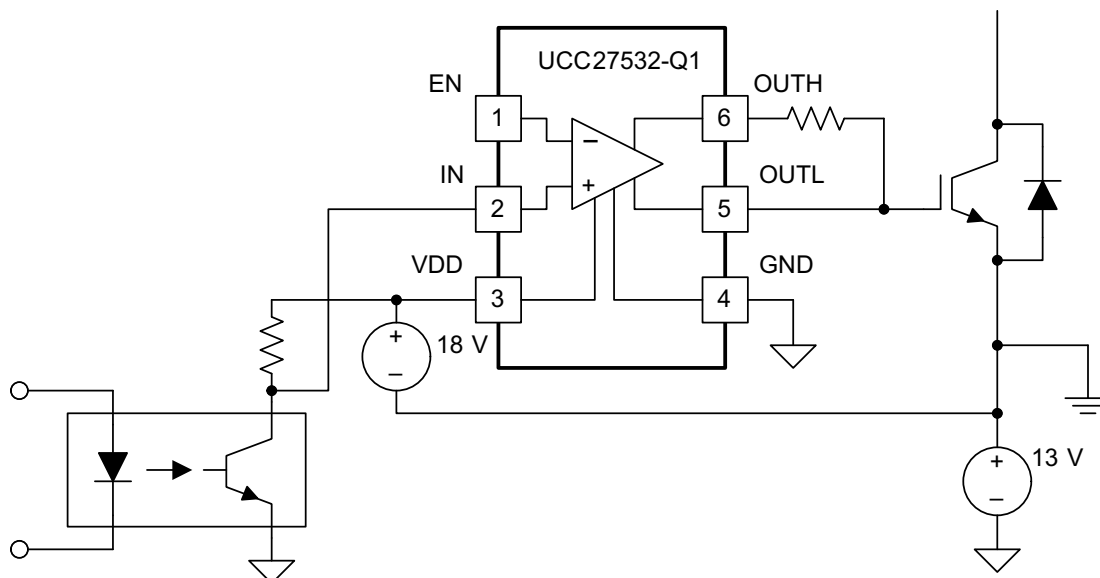 UCC27532-Q1
EN
OUTH
1
6
IN
OUTL
−
+
2
5
VDD
GND
3
4
+
18 V
−
+
13 V
−